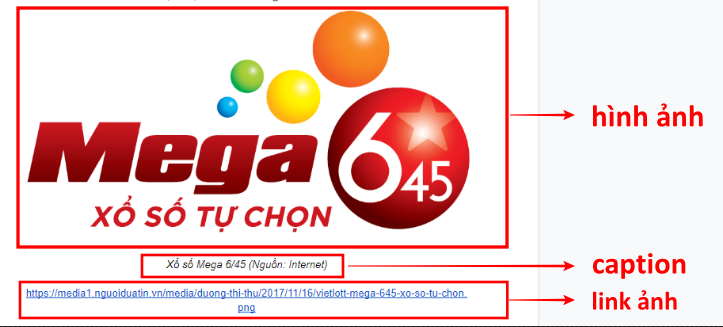 Mega 6/45
XỔ SỐ TỰ CHỌN
hình ảnh
Xổ số Mega 6/45 (Nguồn: Internet)
caption
https://media1.nguoiduatin.vn/media/duong-thi-thu/2017/11/16/vietlott-mega-645-xo-so-tu-chon.
png
link ảnh